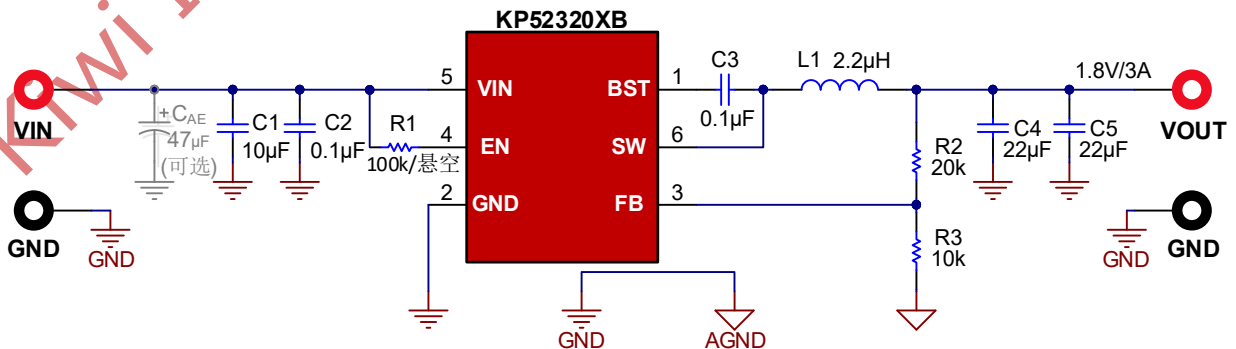 Kiwi
KP52320XB
VIN
GND
+
CAE
47µF
(可选)
C1
10µF
C2
0.1µF
R1
100k/悬空
5
4
2
VIN
EN
GND
BST
SW
FB
1
6
3
C3
0.1µF
L1
2.2µH
1.8V/3A
R2
20k
R3
10k
C4
22µF
C5
22µF
VOUT
GND
GND
GND
GND
AGND